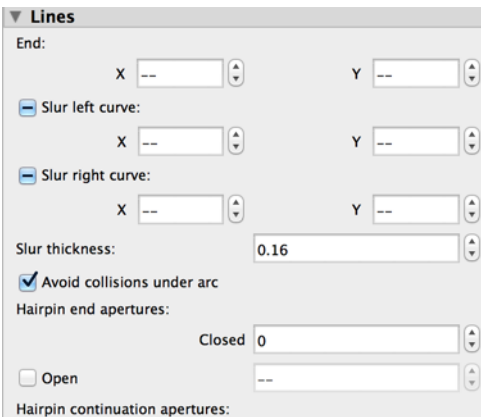 Lines
End:
X -- Y --
Slur left curve:
X -- Y --
Slur right curve:
X -- Y --
Slur thickness: 0.16
Avoid collisions under arc
Hairpin end apertures:
Closed 0
Open --
Hairpin continuation apertures: